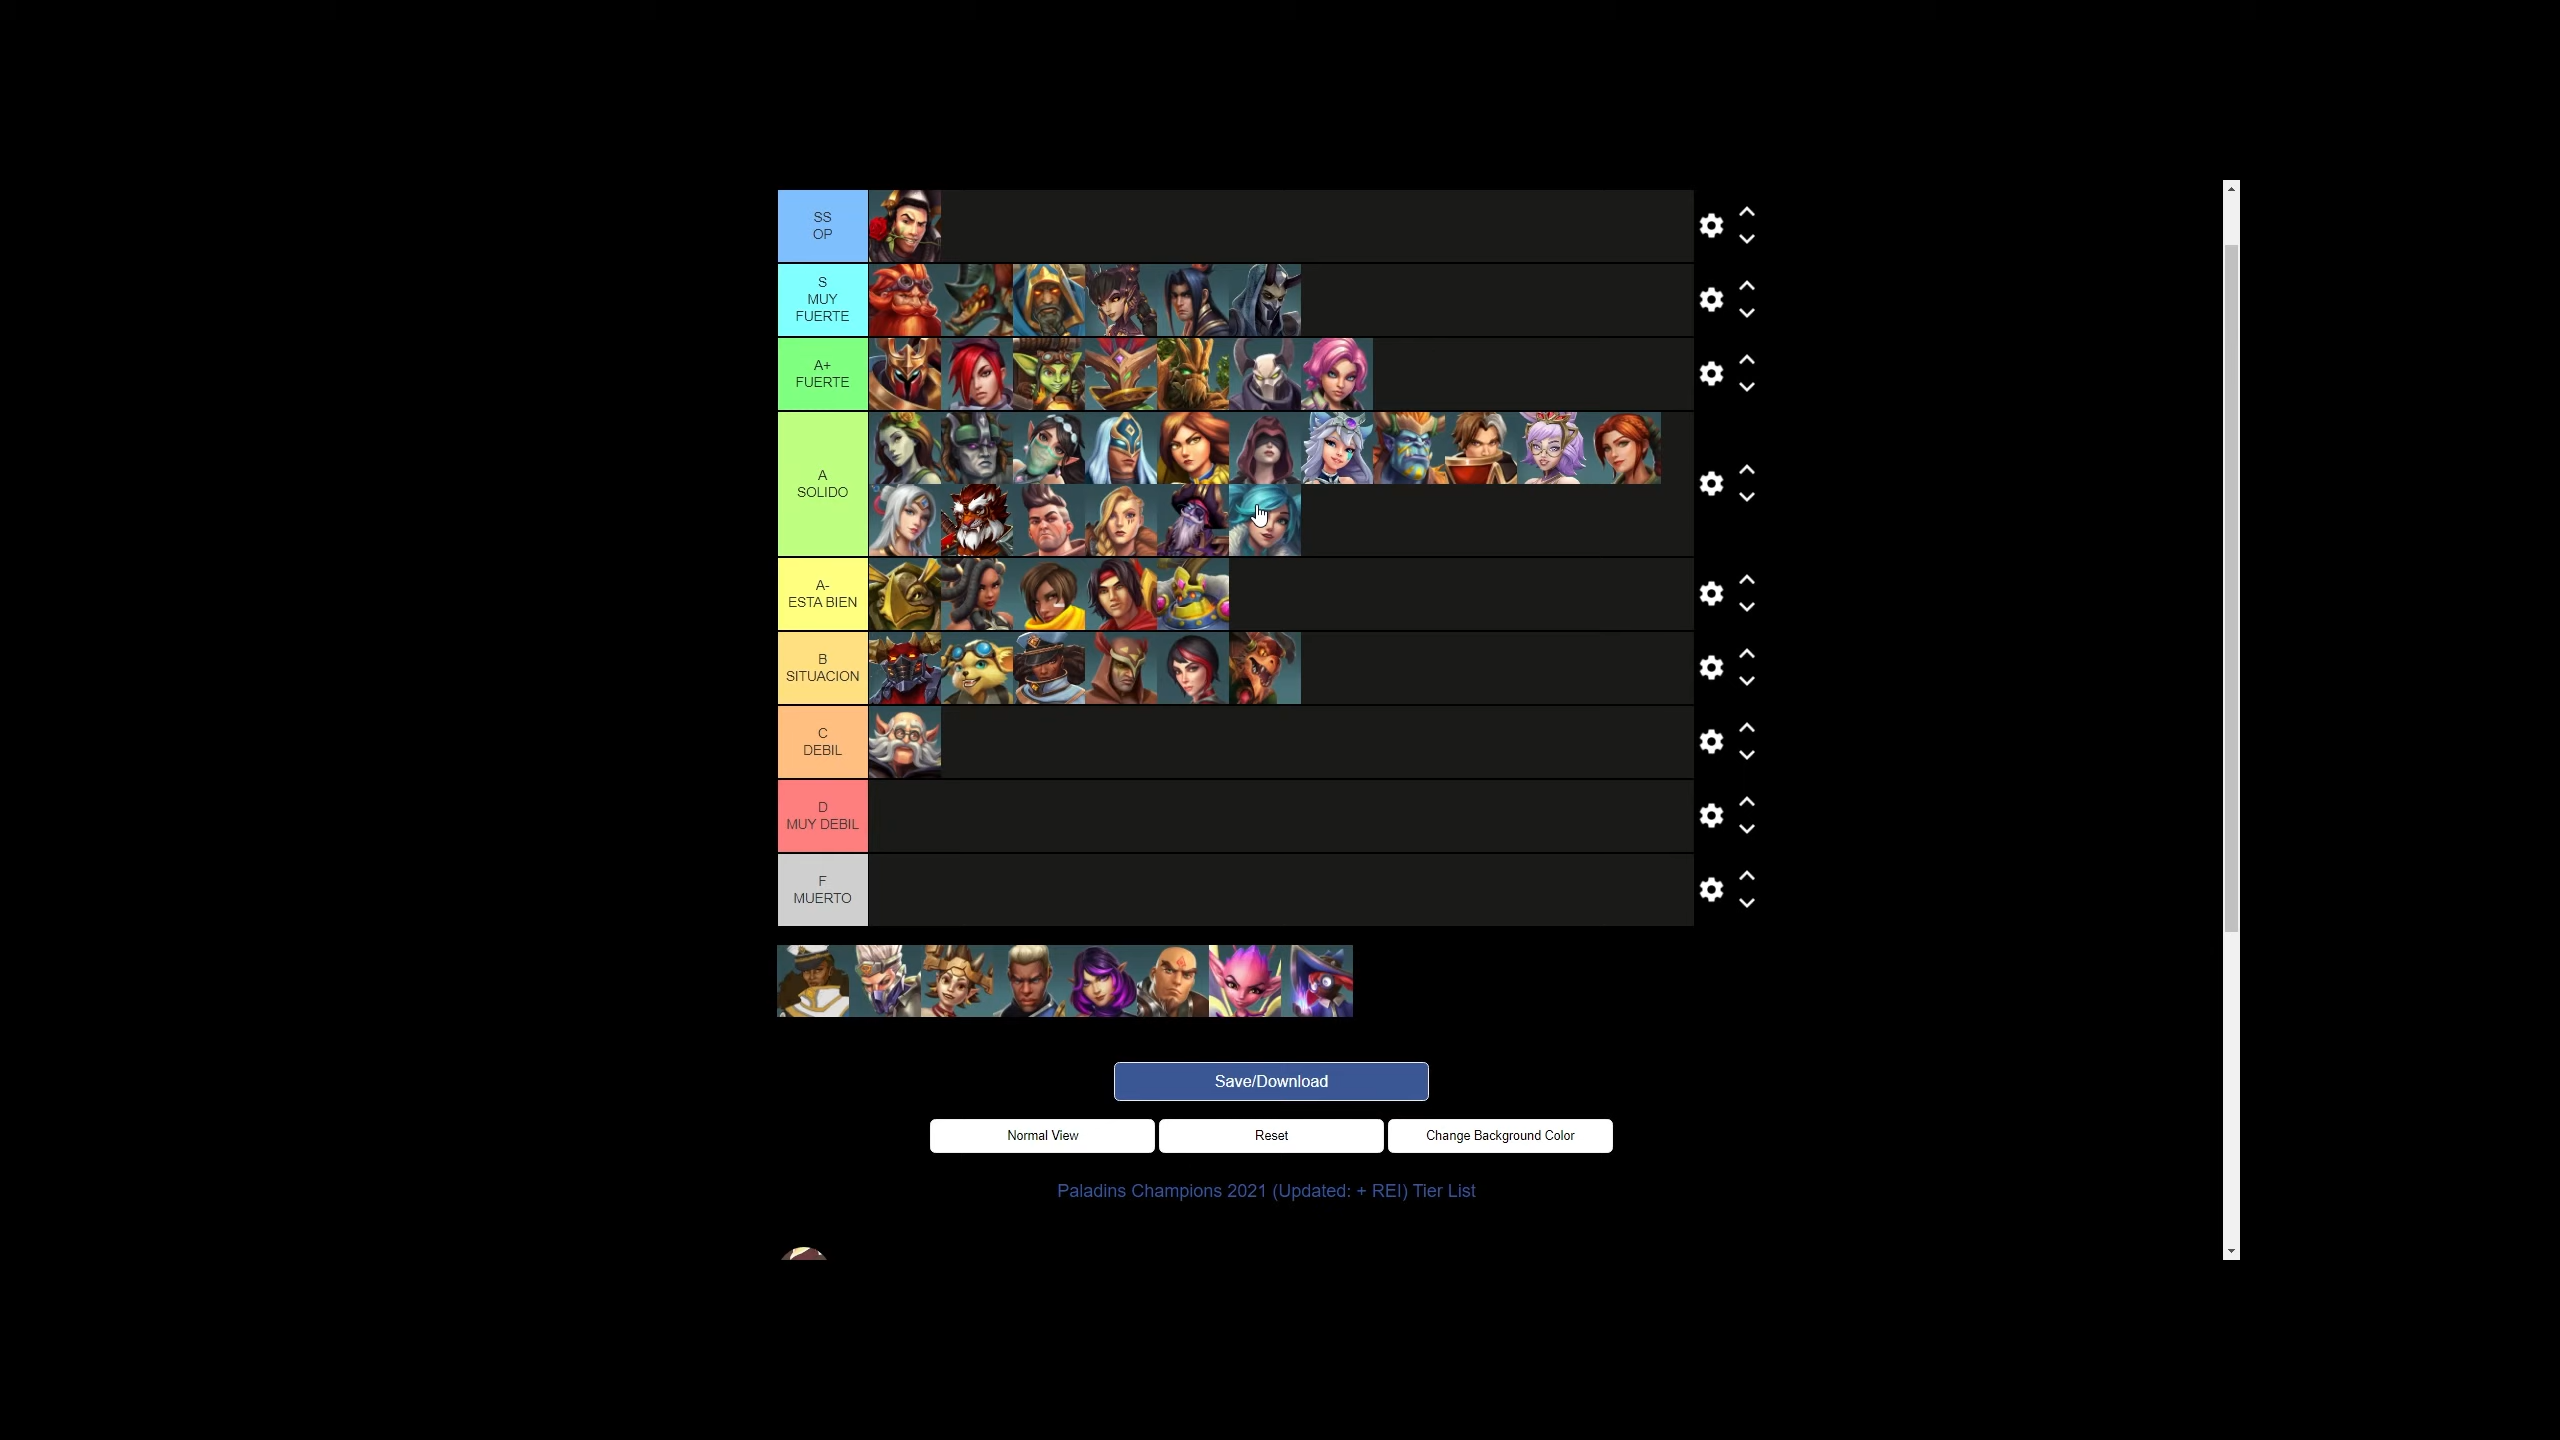 SS
OP
S
MUY
FUERTE
A+
FUERTE
A
SOLIDO
A-
ESTA BIEN
B
SITUACION
C
DEBIL
D
MUY DEBIL
F
MUERTO
Save/Download
Normal View
Reset
Change Background Color
Paladins Champions 2021 (Updated: + REI) Tier List